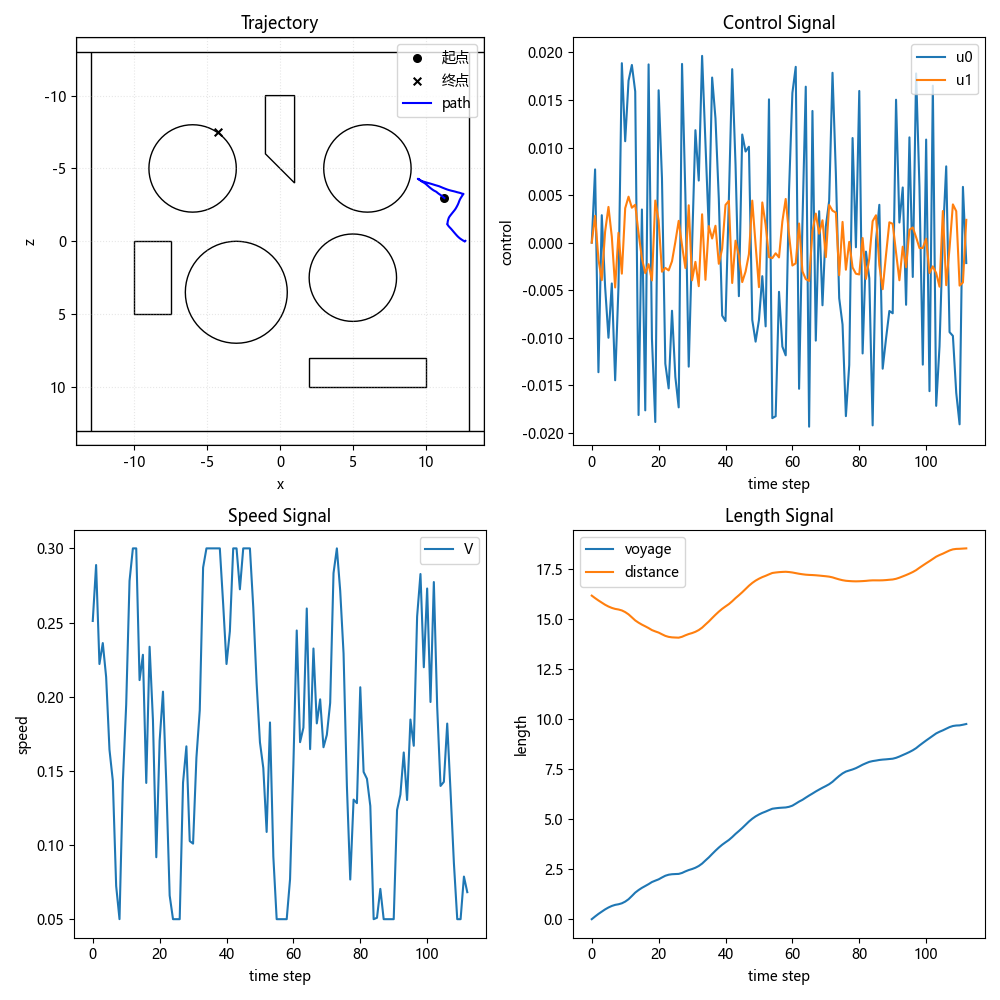 Trajectory
起点
终点
path
-10
-5
0
5
10
z
-10
-5
0
5
10
x
Control Signal
u0
u1
0.020
0.015
0.010
0.005
0.000
-0.005
-0.010
-0.015
-0.020
control
0
20
40
60
80
100
time step
Speed Signal
V
0.30
0.25
0.20
0.15
0.10
0.05
speed
0
20
40
60
80
100
time step
Length Signal
voyage
distance
17.5
15.0
12.5
10.0
7.5
5.0
2.5
0.0
length
0
20
40
60
80
100
time step